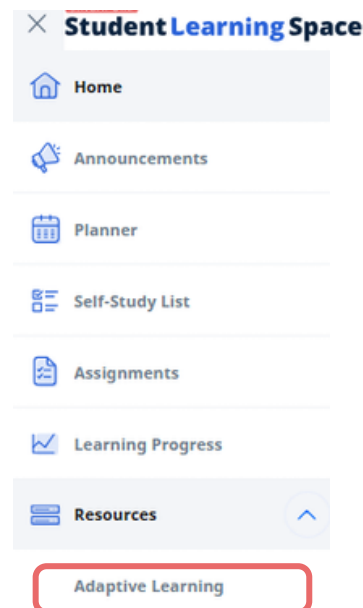 Student Learning Space
Home
Announcements
Planner
Self-Study List
Assignments
Learning Progress
Resources
Adaptive Learning